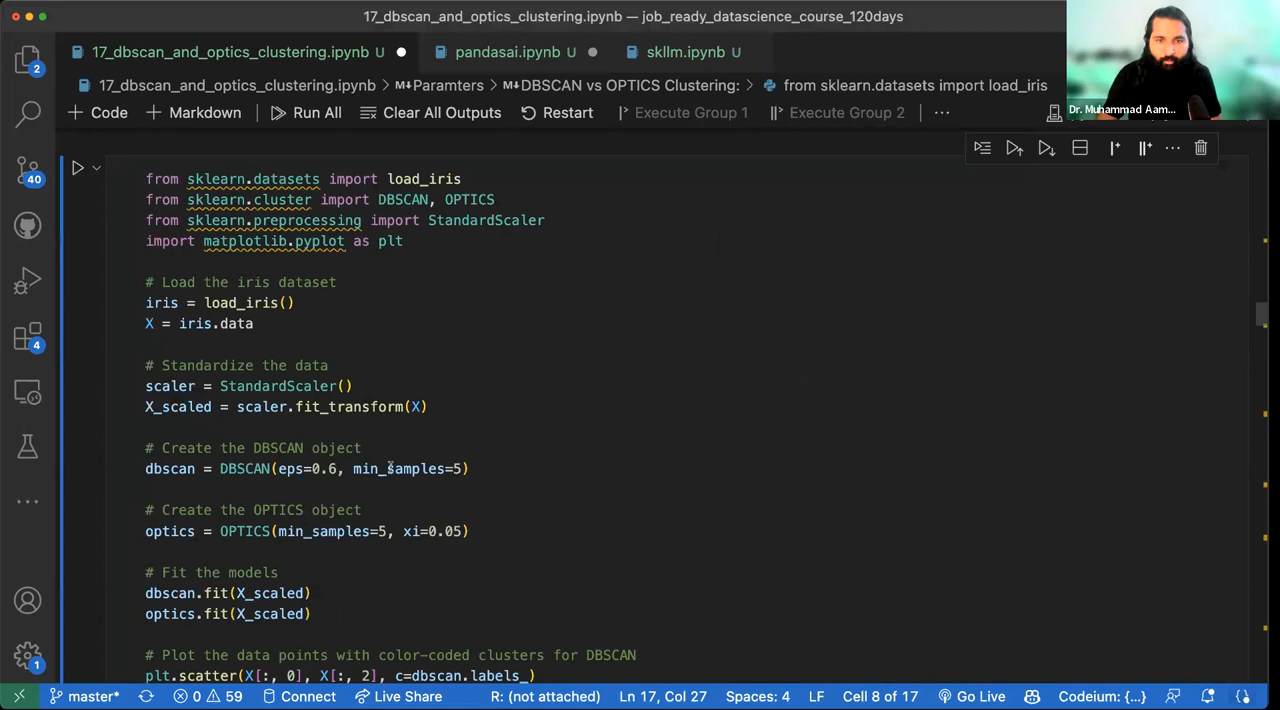 17_dbscan_and_optics_clustering.ipynb — job_ready_datascience_course_120days
17_dbscan_and_optics_clustering.ipynb U
pandasai.ipynb U
skllm.ipynb U
17_dbscan_and_optics_clustering.ipynb > M↓Paramters > M↓DBSCAN vs OPTICS Clustering: > from sklearn.datasets import load_iris
Dr. Muhammad Aam...
+ Code + Markdown Run All Clear All Outputs Restart Execute Group 1 Execute Group 2 ...
2
40
4
1
from sklearn.datasets import load_iris
from sklearn.cluster import DBSCAN, OPTICS
from sklearn.preprocessing import StandardScaler
import matplotlib.pyplot as plt
# Load the iris dataset
iris = load_iris()
X = iris.data
# Standardize the data
scaler = StandardScaler()
X_scaled = scaler.fit_transform(X)
# Create the DBSCAN object
dbscan = DBSCAN(eps=0.6, min_samples=5)
# Create the OPTICS object
optics = OPTICS(min_samples=5, xi=0.05)
# Fit the models
dbscan.fit(X_scaled)
optics.fit(X_scaled)
# Plot the data points with color-coded clusters for DBSCAN
plt.scatter(X[:, 0], X[:, 2], c=dbscan.labels_)
master* 0 59 Connect Live Share R: (not attached) Ln 17, Col 27 Spaces: 4 LF Cell 8 of 17 Go Live Codeium: {...}